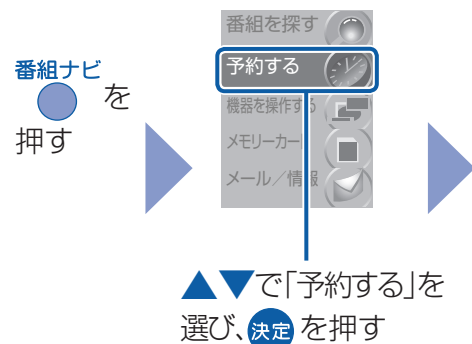 番組ナビ
を
押す
番組を探す
予約する
機器を操作する
メモリーカード
メール/情報
▲▼で「予約する」を
選び、決定を押す